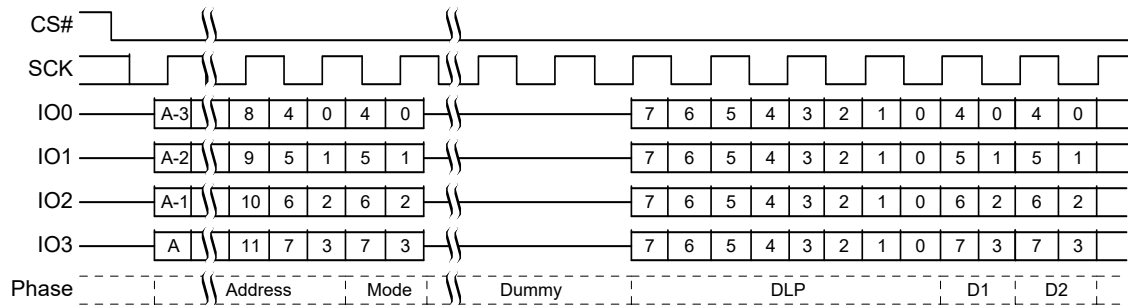 CS#
SCK
IO0 A-3 8 4 0 4 0 7 6 5 4 3 2 1 0 4 0 4 0
IO1 A-2 9 5 1 5 1 7 6 5 4 3 2 1 0 5 1 5 1
IO2 A-1 10 6 2 6 2 7 6 5 4 3 2 1 0 6 2 6 2
IO3 A 11 7 3 7 3 7 6 5 4 3 2 1 0 7 3 7 3
Phase Address Mode Dummy DLP D1 D2